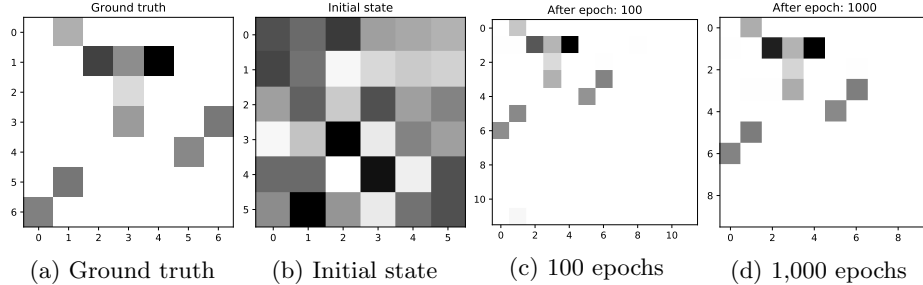 Ground truth
Initial state
After epoch: 100
After epoch: 1000
0
1
2
3
4
5
6
0 1 2 3 4 5 6
0
1
2
3
4
5
0 1 2 3 4 5
0
2
4
6
8
10
0 2 4 6 8 10
0
2
4
6
8
0 2 4 6 8
(a) Ground truth
(b) Initial state
(c) 100 epochs
(d) 1,000 epochs